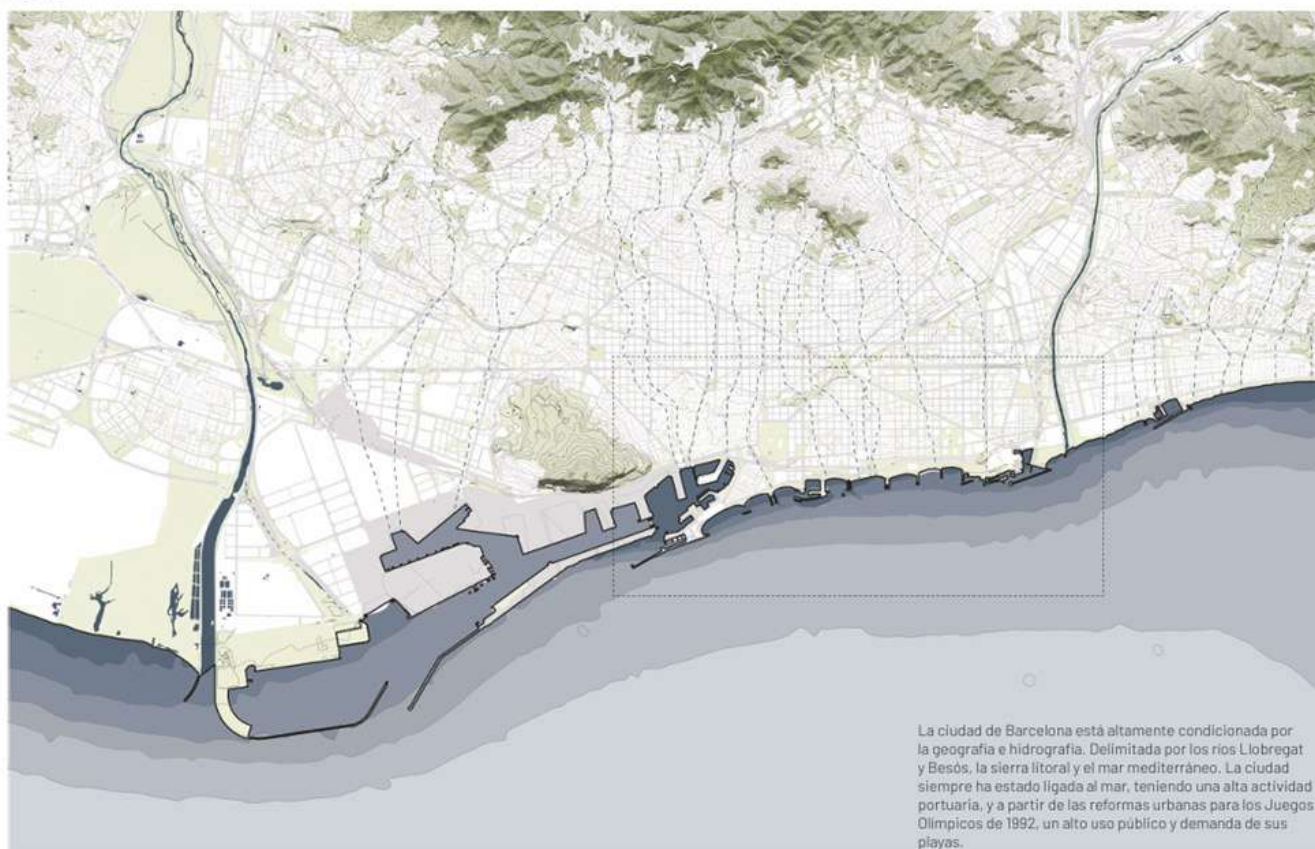 La ciudad de Barcelona está altamente condicionada por
la geografía e hidrografía. Delimitada por los ríos Llobregat
y Besós, la sierra litoral y el mar mediterráneo. La ciudad
siempre ha estado ligada al mar, teniendo una alta actividad
portuaria, y a partir de las reformas urbanas para los Juegos
Olímpicos de 1992, un alto uso público y demanda de sus
playas.